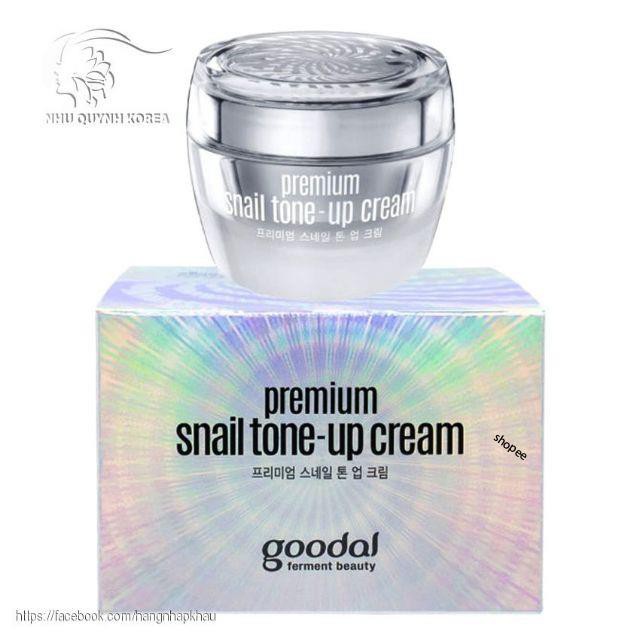 NHU QUYNH KOREA
premium
snail tone-up cream
프리미엄 스네일 톤 업 크림
premium
snail tone-up cream
프리미엄 스네일 톤 업 크림
shopee
goodal
ferment beauty
https://facebook.com/hangnhapkhau